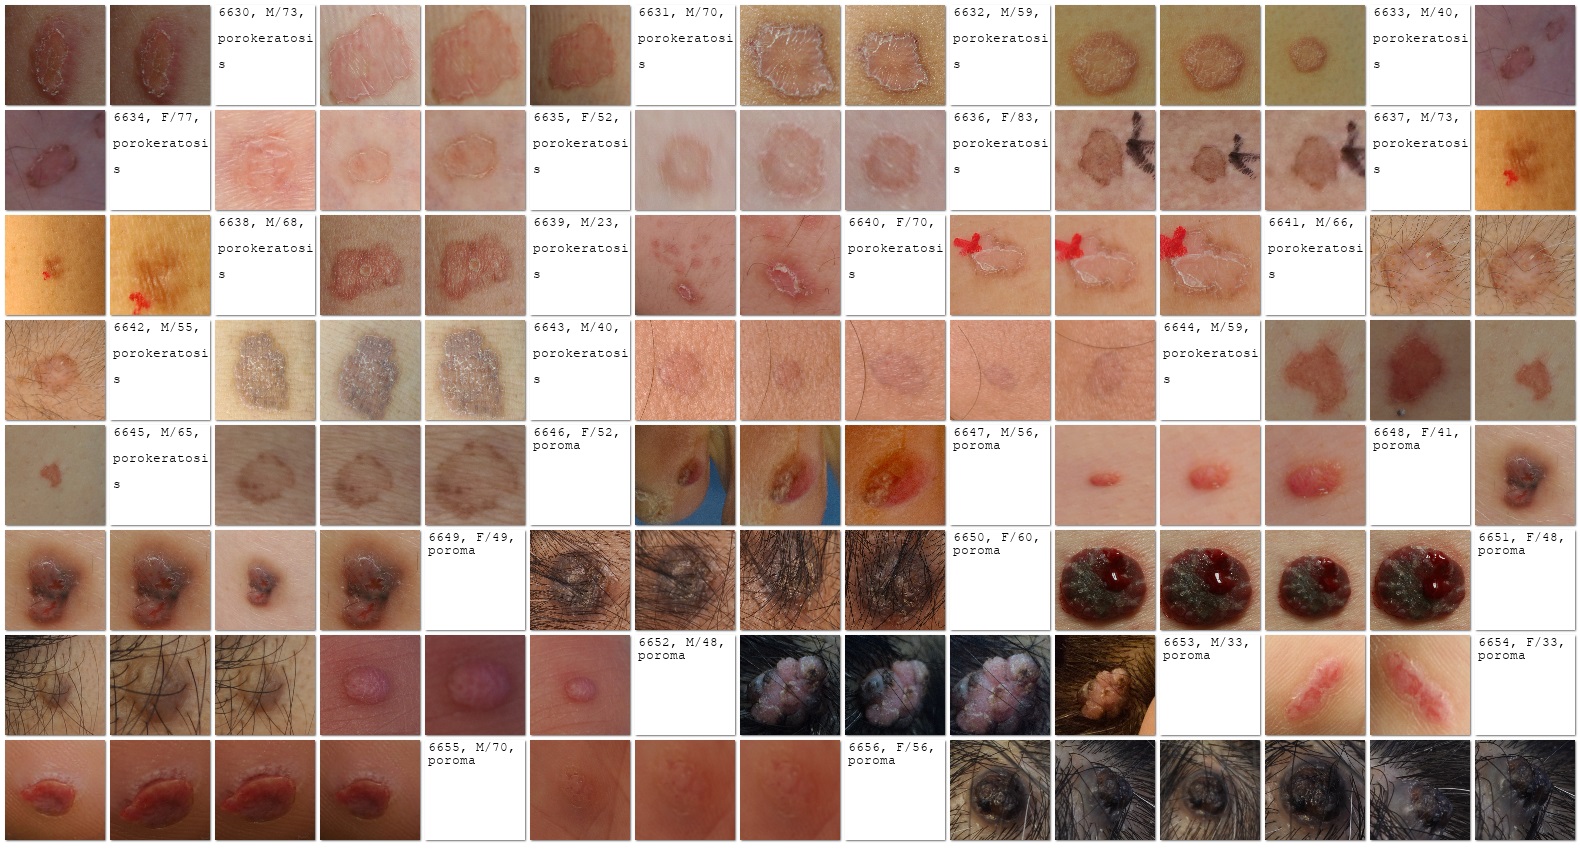 6630, M/73,
porokeratosi
s
6631, M/70,
porokeratosi
s
6632, M/59,
porokeratosi
s
6633, M/40,
porokeratosi
s
6634, F/77,
porokeratosi
s
6635, F/52,
porokeratosi
s
6636, F/83,
porokeratosi
s
6637, M/73,
porokeratosi
s
6638, M/68,
porokeratosi
s
6639, M/23,
porokeratosi
s
6640, F/70,
porokeratosi
s
6641, M/66,
porokeratosi
s
6642, M/55,
porokeratosi
s
6643, M/40,
porokeratosi
s
6644, M/59,
porokeratosi
s
6645, M/65,
porokeratosi
s
6646, F/52,
poroma
6647, M/56,
poroma
6648, F/41,
poroma
6649, F/49,
poroma
6650, F/60,
poroma
6651, F/48,
poroma
6652, M/48,
poroma
6653, M/33,
poroma
6654, F/33,
poroma
6655, M/70,
poroma
6656, F/56,
poroma